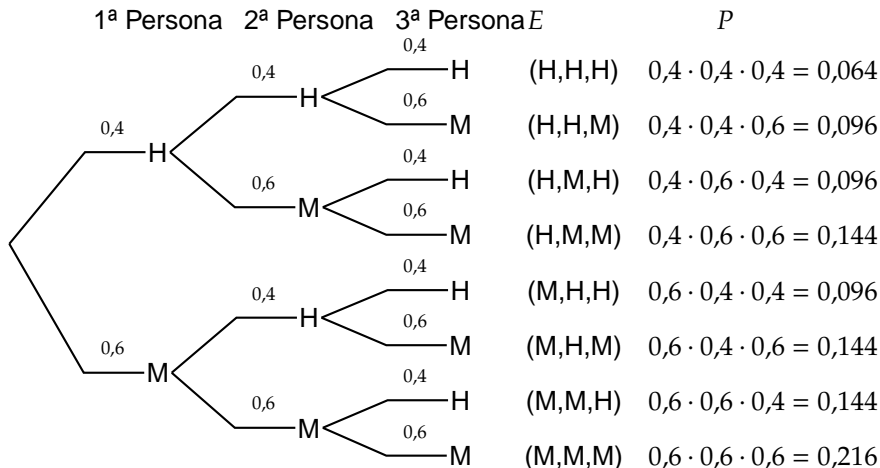 1ª Persona 2ª Persona 3ª Persona E P
0,4
H (H,H,H) 0,4 · 0,4 · 0,4 = 0,064
0,4
H
0,6
M (H,H,M) 0,4 · 0,4 · 0,6 = 0,096
0,4
H
0,4
H (H,M,H) 0,4 · 0,6 · 0,4 = 0,096
0,6
M
0,6
M (H,M,M) 0,4 · 0,6 · 0,6 = 0,144
0,4
H (M,H,H) 0,6 · 0,4 · 0,4 = 0,096
0,4
H
0,6
M (M,H,M) 0,6 · 0,4 · 0,6 = 0,144
0,6
M
0,4
H (M,M,H) 0,6 · 0,6 · 0,4 = 0,144
0,6
M
0,6
M (M,M,M) 0,6 · 0,6 · 0,6 = 0,216